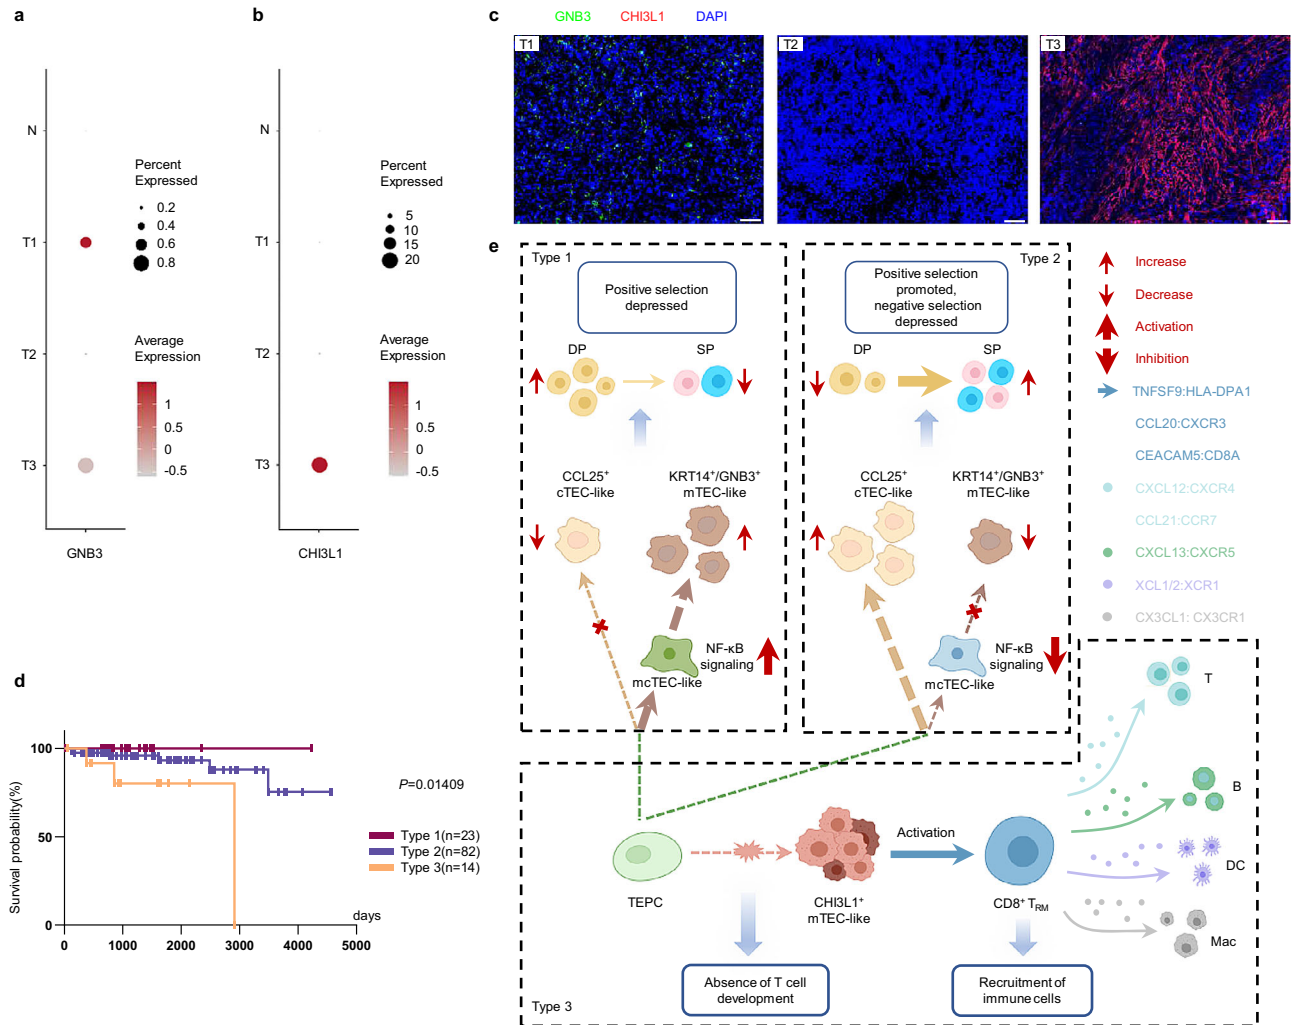 a
N
T1
T2
T3
GNB3
Percent
Expressed
0.2
0.4
0.6
0.8
Average
Expression
1
0.5
0
-0.5
b
N
T1
T2
T3
CHI3L1
Percent
Expressed
5
10
15
20
Average
Expression
1
0.5
0
-0.5
c
GNB3 CHI3L1 DAPI
T1
T2
T3
d
Survival probability(%)
100
50
0
0 1000 2000 3000 4000 5000
days
P=0.01409
Type 1(n=23)
Type 2(n=82)
Type 3(n=14)
e
Type 1
Positive selection
depressed
DP
SP
CCL25+
cTEC-like
KRT14+/GNB3+
mTEC-like
NF-κB
signaling
mcTEC-like
Type 2
Positive selection
promoted,
negative selection
depressed
DP
SP
CCL25+
cTEC-like
KRT14+/GNB3+
mTEC-like
NF-κB
signaling
mcTEC-like
Increase
Decrease
Activation
Inhibition
TNFSF9:HLA-DPA1
CCL20:CXCR3
CEACAM5:CD8A
CXCL12:CXCR4
CCL21:CCR7
CXCL13:CXCR5
XCL1/2:XCR1
CX3CL1: CX3CR1
TEPC
CHI3L1+
mTEC-like
Activation
CD8+ TRM
T
B
DC
Mac
Absence of T cell
development
Recruitment of
immune cells
Type 3